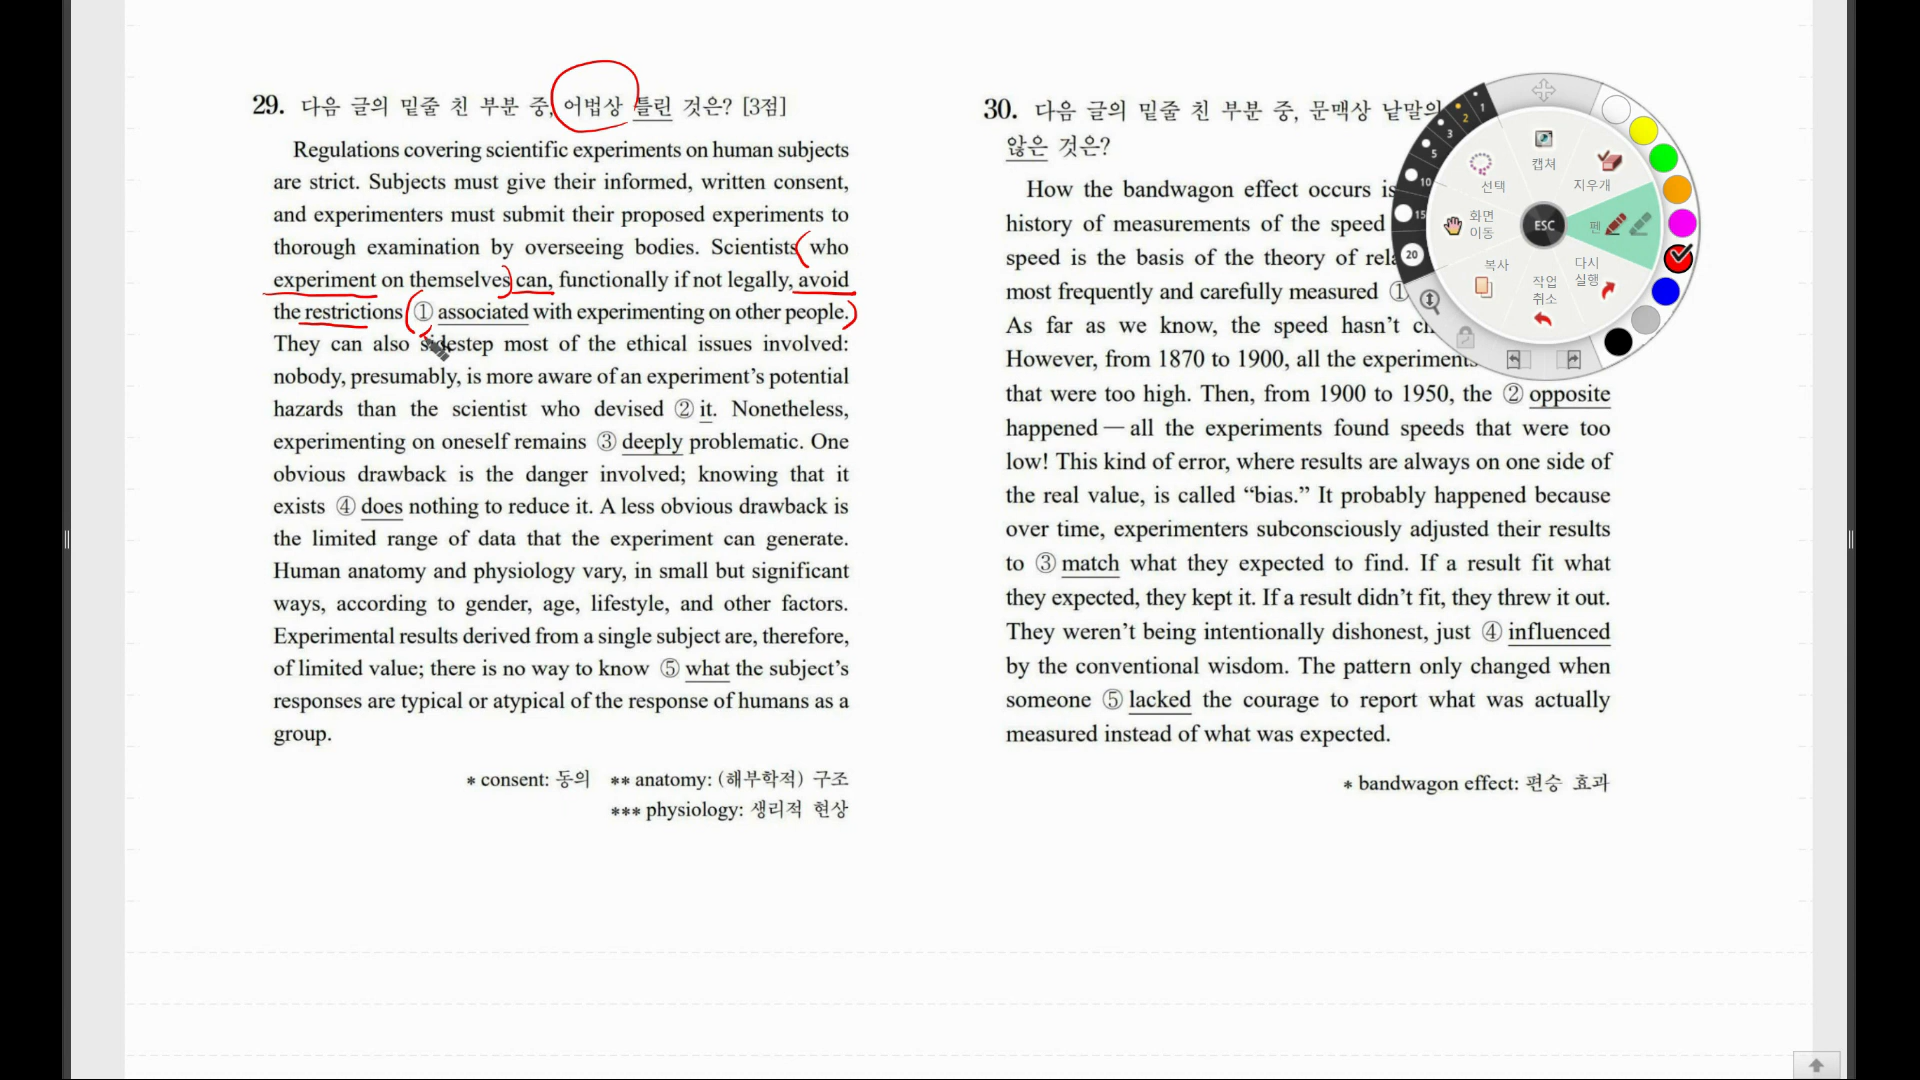 29. 다음 글의 밑줄 친 부분 중, 어법상 틀린 것은? [3점]
Regulations covering scientific experiments on human subjects
are strict. Subjects must give their informed, written consent,
and experimenters must submit their proposed experiments to
thorough examination by overseeing bodies. Scientists who
experiment on themselves can, functionally if not legally, avoid
the restrictions ① associated with experimenting on other people.
They can also sidestep most of the ethical issues involved:
nobody, presumably, is more aware of an experiment's potential
hazards than the scientist who devised ② it. Nonetheless,
experimenting on oneself remains ③ deeply problematic. One
obvious drawback is the danger involved; knowing that it
exists ④ does nothing to reduce it. A less obvious drawback is
the limited range of data that the experiment can generate.
Human anatomy and physiology vary, in small but significant
ways, according to gender, age, lifestyle, and other factors.
Experimental results derived from a single subject are, therefore,
of limited value; there is no way to know ⑤ what the subject's
responses are typical or atypical of the response of humans as a
group.
* consent: 동의 ** anatomy: (해부학적) 구조
*** physiology: 생리적 현상
30. 다음 글의 밑줄 친 부분 중, 문맥상 낱말의
않은 것은?
How the bandwagon effect occurs is
history of measurements of the speed
speed is the basis of the theory of
most frequently and carefully measured ①
As far as we know, the speed hasn't
However, from 1870 to 1900, all the experiments
that were too high. Then, from 1900 to 1950, the ② opposite
happened — all the experiments found speeds that were too
low! This kind of error, where results are always on one side of
the real value, is called “bias.” It probably happened because
over time, experimenters subconsciously adjusted their results
to ③ match what they expected to find. If a result fit what
they expected, they kept it. If a result didn't fit, they threw it out.
They weren't being intentionally dishonest, just ④ influenced
by the conventional wisdom. The pattern only changed when
someone ⑤ lacked the courage to report what was actually
measured instead of what was expected.
* bandwagon effect: 편승 효과
1
2
3
5
10
15
20
캡쳐
지우개
선택
화면
이동
ESC
펜
복사
다시
실행
작업
취소